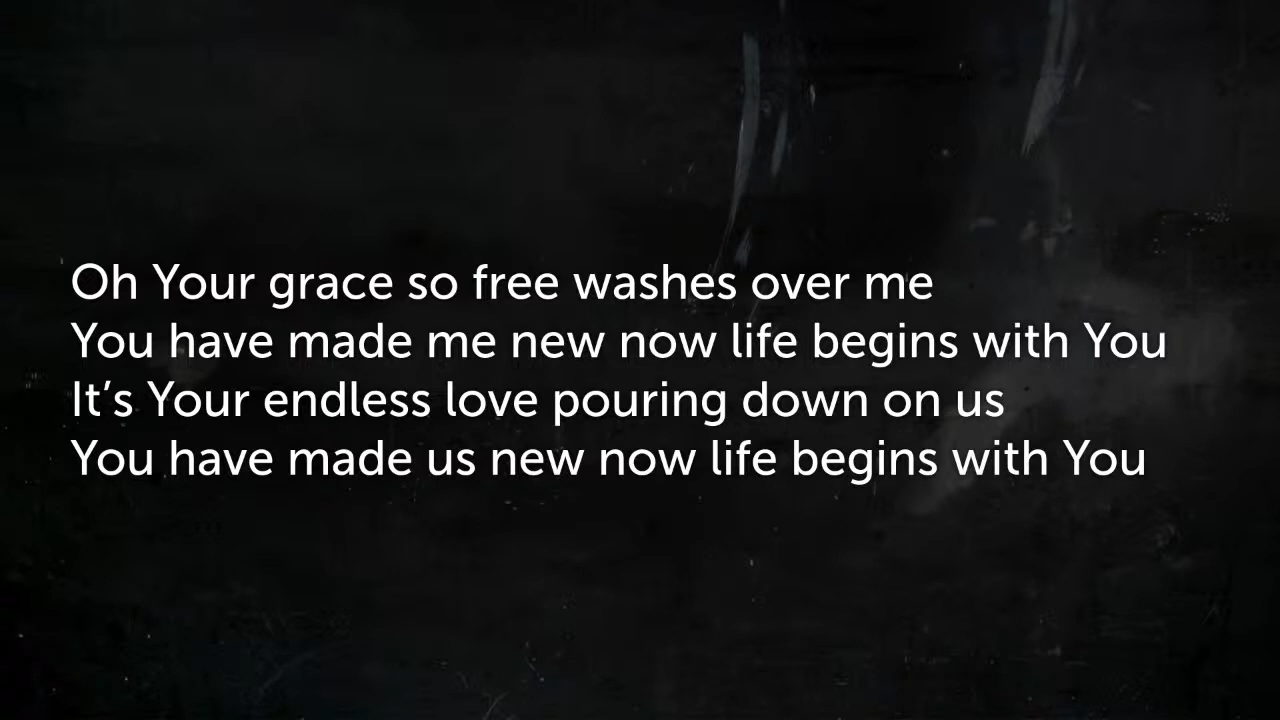 Oh Your grace so free washes over me
You have made me new now life begins with You
It’s Your endless love pouring down on us
You have made us new now life begins with You